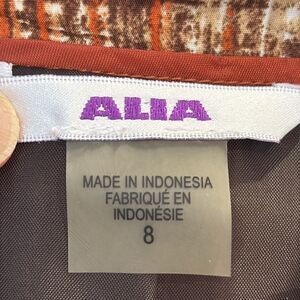 ALIA
MADE IN INDONESIA
FABRIQUÉ EN
INDONÉSIE
8